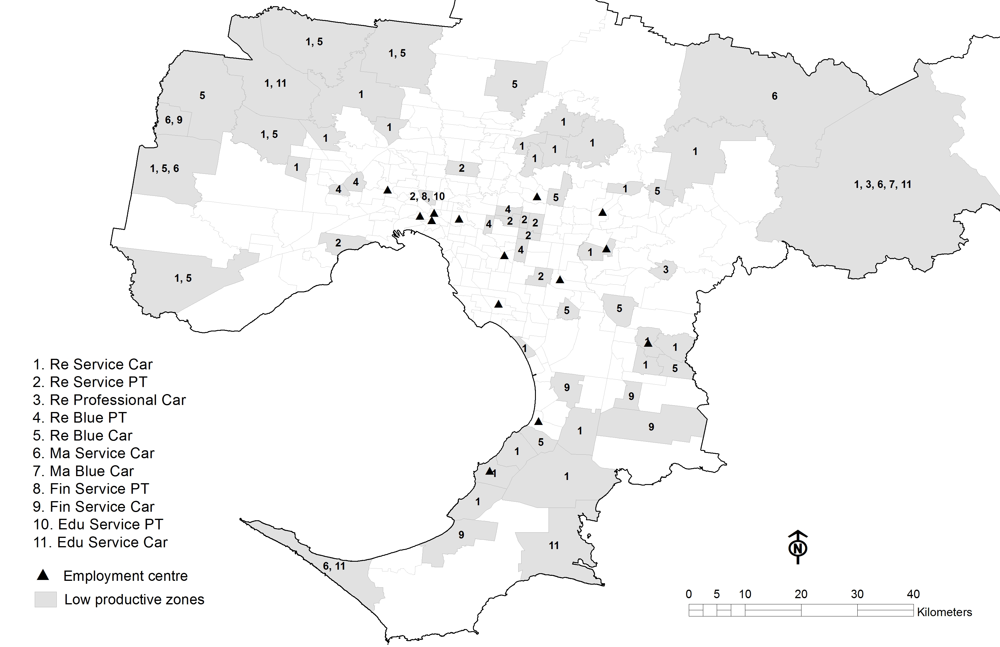 1, 5
1, 5
1, 11
5
1
5
6
6, 9
1, 5
1
1
1
1
1
1
1
1
1
1, 5, 6
1
2
4
4
2, 8, 10
5
1
5
1, 3, 6, 7, 11
4
4
2
2
2
2
4
2
1
3
1, 5
2
5
5
1
1
1
1
5
9
9
9
1
5
1
1
1
1
9
11
6, 11
1. Re Service Car
2. Re Service PT
3. Re Professional Car
4. Re Blue PT
5. Re Blue Car
6. Ma Service Car
7. Ma Blue Car
8. Fin Service PT
9. Fin Service Car
10. Edu Service PT
11. Edu Service Car
Employment centre
Low productive zones
N
0 5 10 20 30 40
Kilometers